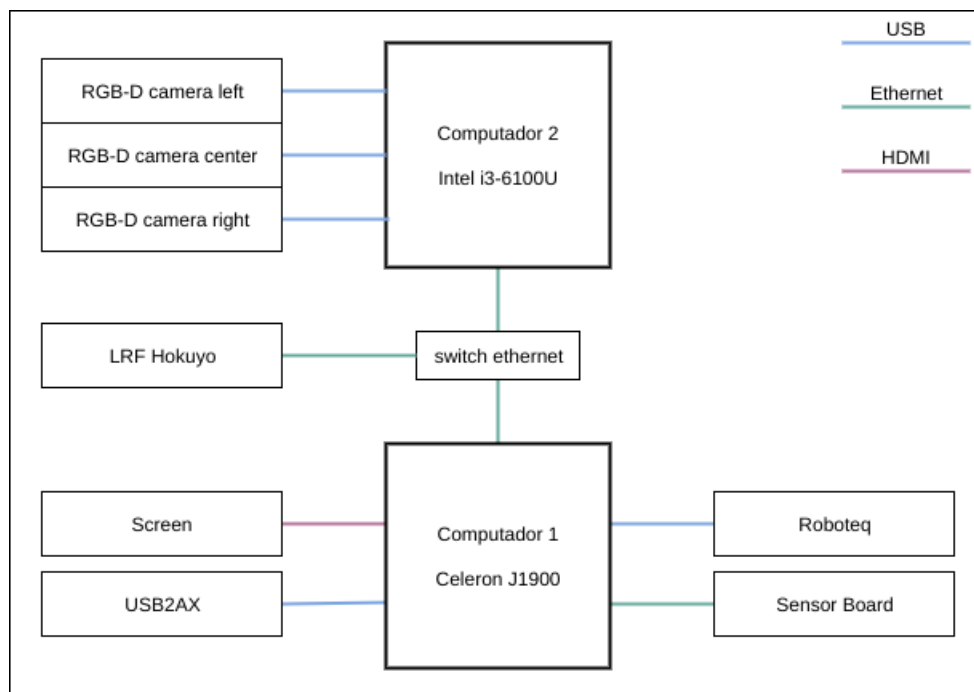 USB
Ethernet
HDMI
RGB-D camera left
RGB-D camera center
RGB-D camera right
Computador 2
Intel i3-6100U
LRF Hokuyo
switch ethernet
Screen
USB2AX
Computador 1
Celeron J1900
Roboteq
Sensor Board